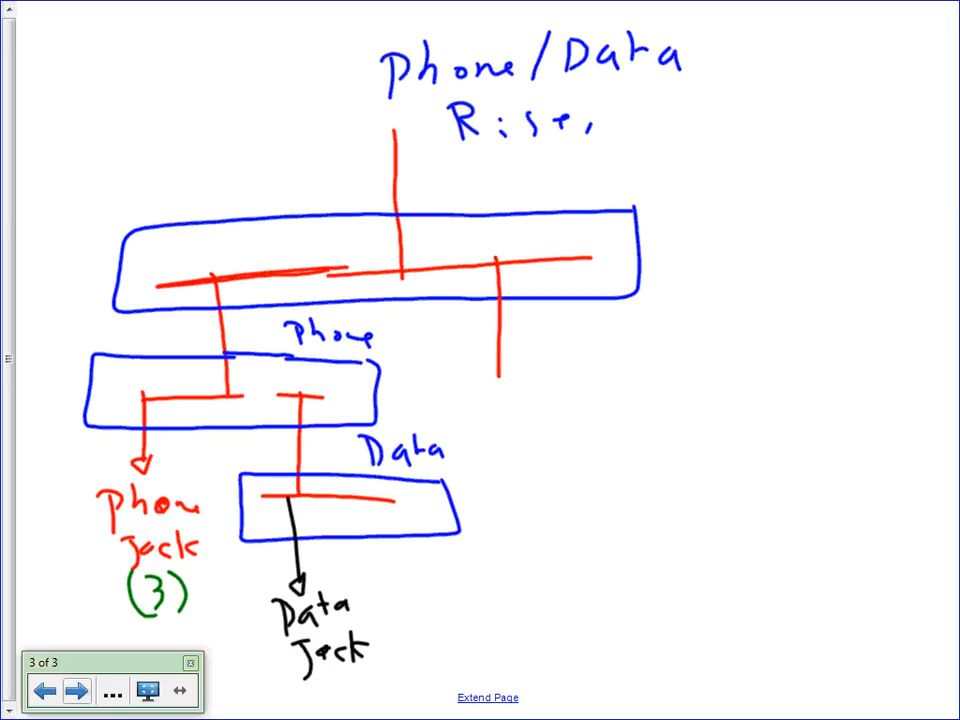 Phone/Data
Riser
Phone
Data
Phone
Jack
(3)
Data
Jack
3 of 3
...
Extend Page